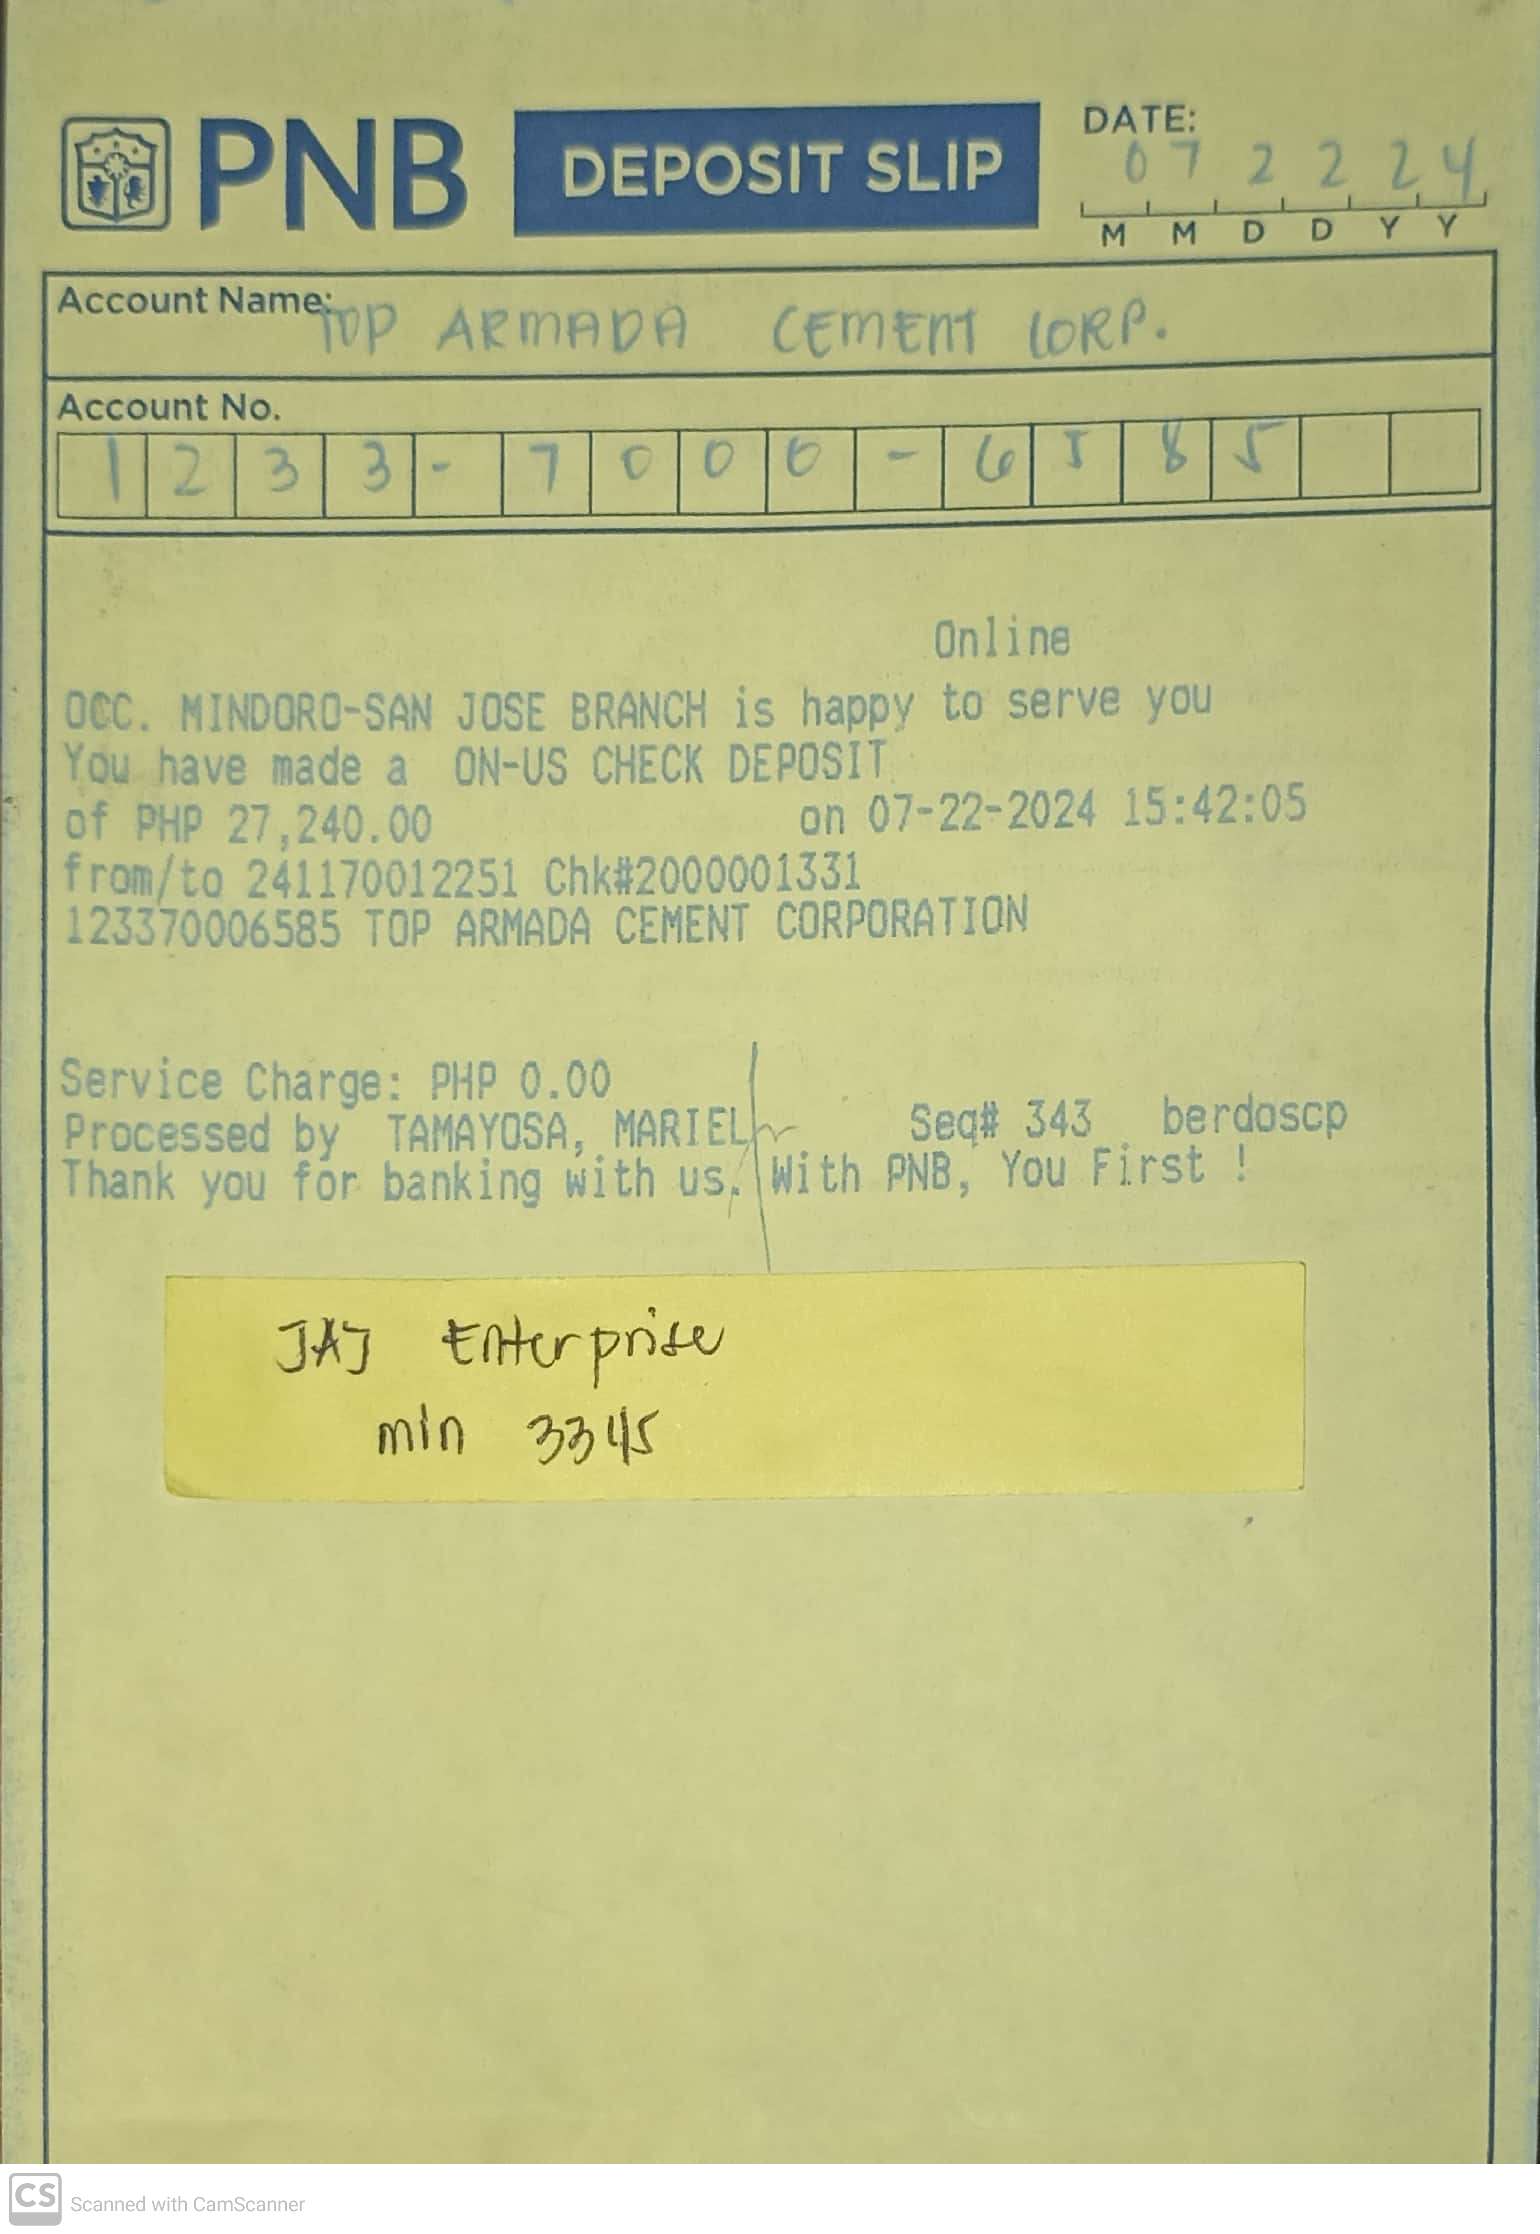 PNB DEPOSIT SLIP
DATE:
07 22 24
M M D D Y Y
Account Name: TOP ARMADA CEMENT CORP.
Account No.
1233-7000-6585
Online
OCC. MINDORO-SAN JOSE BRANCH is happy to serve you
You have made a ON-US CHECK DEPOSIT
of PHP 27,240.00 on 07-22-2024 15:42:05
from/to 241170012251 Chk#2000001331
123370006585 TOP ARMADA CEMENT CORPORATION
Service Charge: PHP 0.00
Processed by TAMAYOSA, MARIEL Seq# 343 berdoscp
Thank you for banking with us. With PNB, You First !
JAJ Enterprise
min 3345
CS Scanned with CamScanner